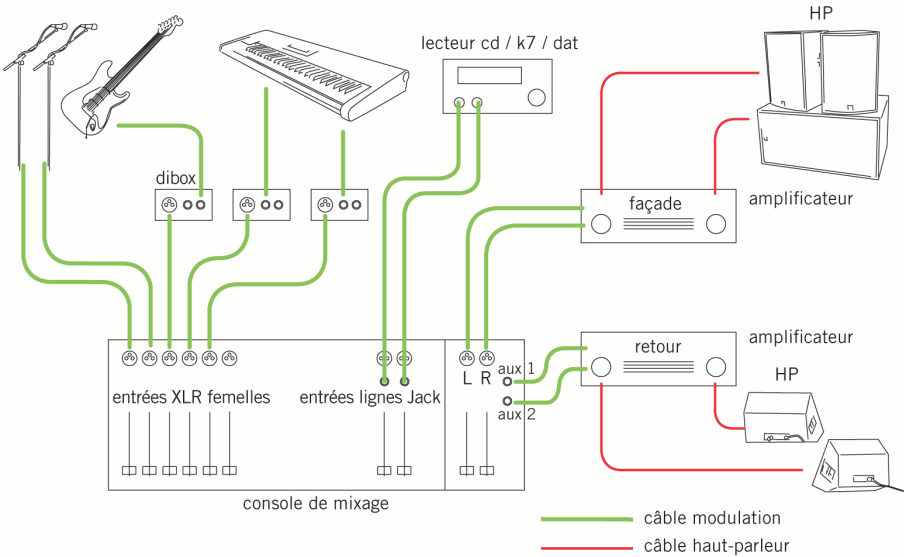 HP
lecteur cd / k7 / dat
dibox
façade
amplificateur
retour
amplificateur
HP
L R
aux 1
aux 2
entrées XLR femelles
entrées lignes Jack
console de mixage
câble modulation
câble haut-parleur